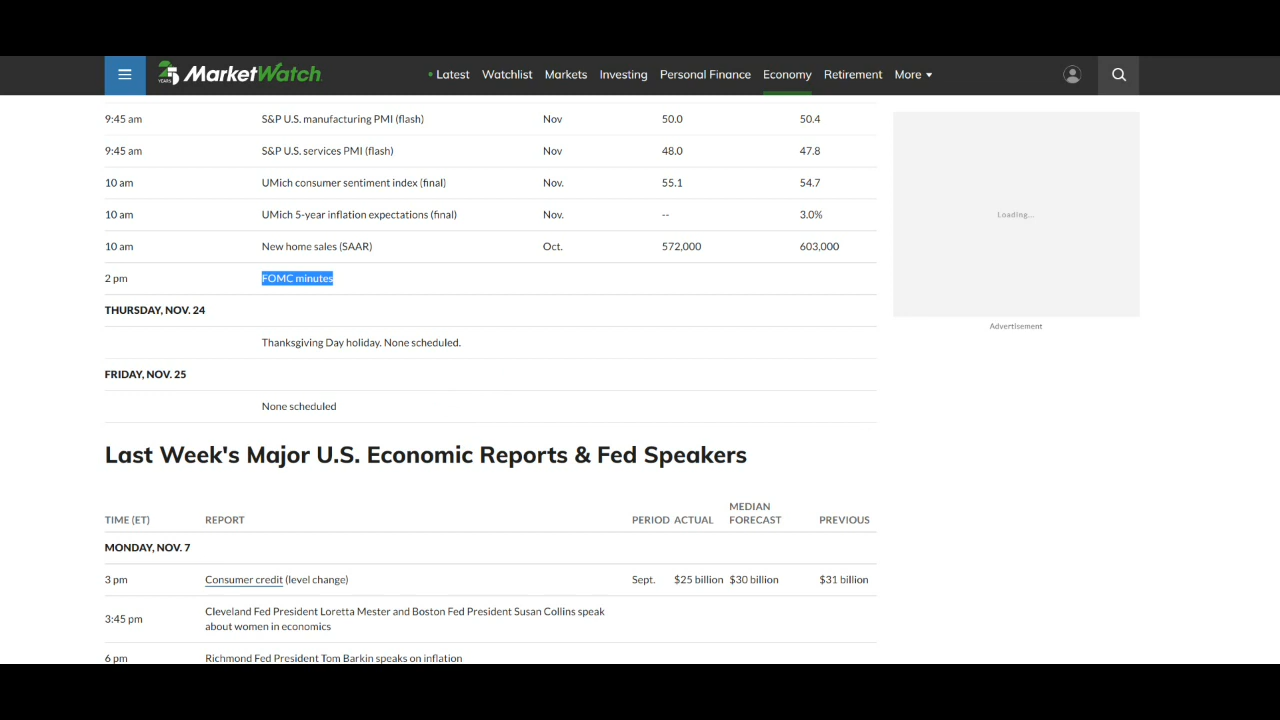 25 YEARS MarketWatch Latest Watchlist Markets Investing Personal Finance Economy Retirement More
9:45 am S&P U.S. manufacturing PMI (flash) Nov 50.0 50.4
9:45 am S&P U.S. services PMI (flash) Nov 48.0 47.8
10 am UMich consumer sentiment index (final) Nov. 55.1 54.7
10 am UMich 5-year inflation expectations (final) Nov. -- 3.0%
10 am New home sales (SAAR) Oct. 572,000 603,000
2 pm FOMC minutes
THURSDAY, NOV. 24
Thanksgiving Day holiday. None scheduled.
FRIDAY, NOV. 25
None scheduled
Loading...
Advertisement
Last Week's Major U.S. Economic Reports & Fed Speakers
TIME (ET) REPORT PERIOD ACTUAL MEDIAN FORECAST PREVIOUS
MONDAY, NOV. 7
3 pm Consumer credit (level change) Sept. $25 billion $30 billion $31 billion
3:45 pm Cleveland Fed President Loretta Mester and Boston Fed President Susan Collins speak
about women in economics
6 pm Richmond Fed President Tom Barkin speaks on inflation